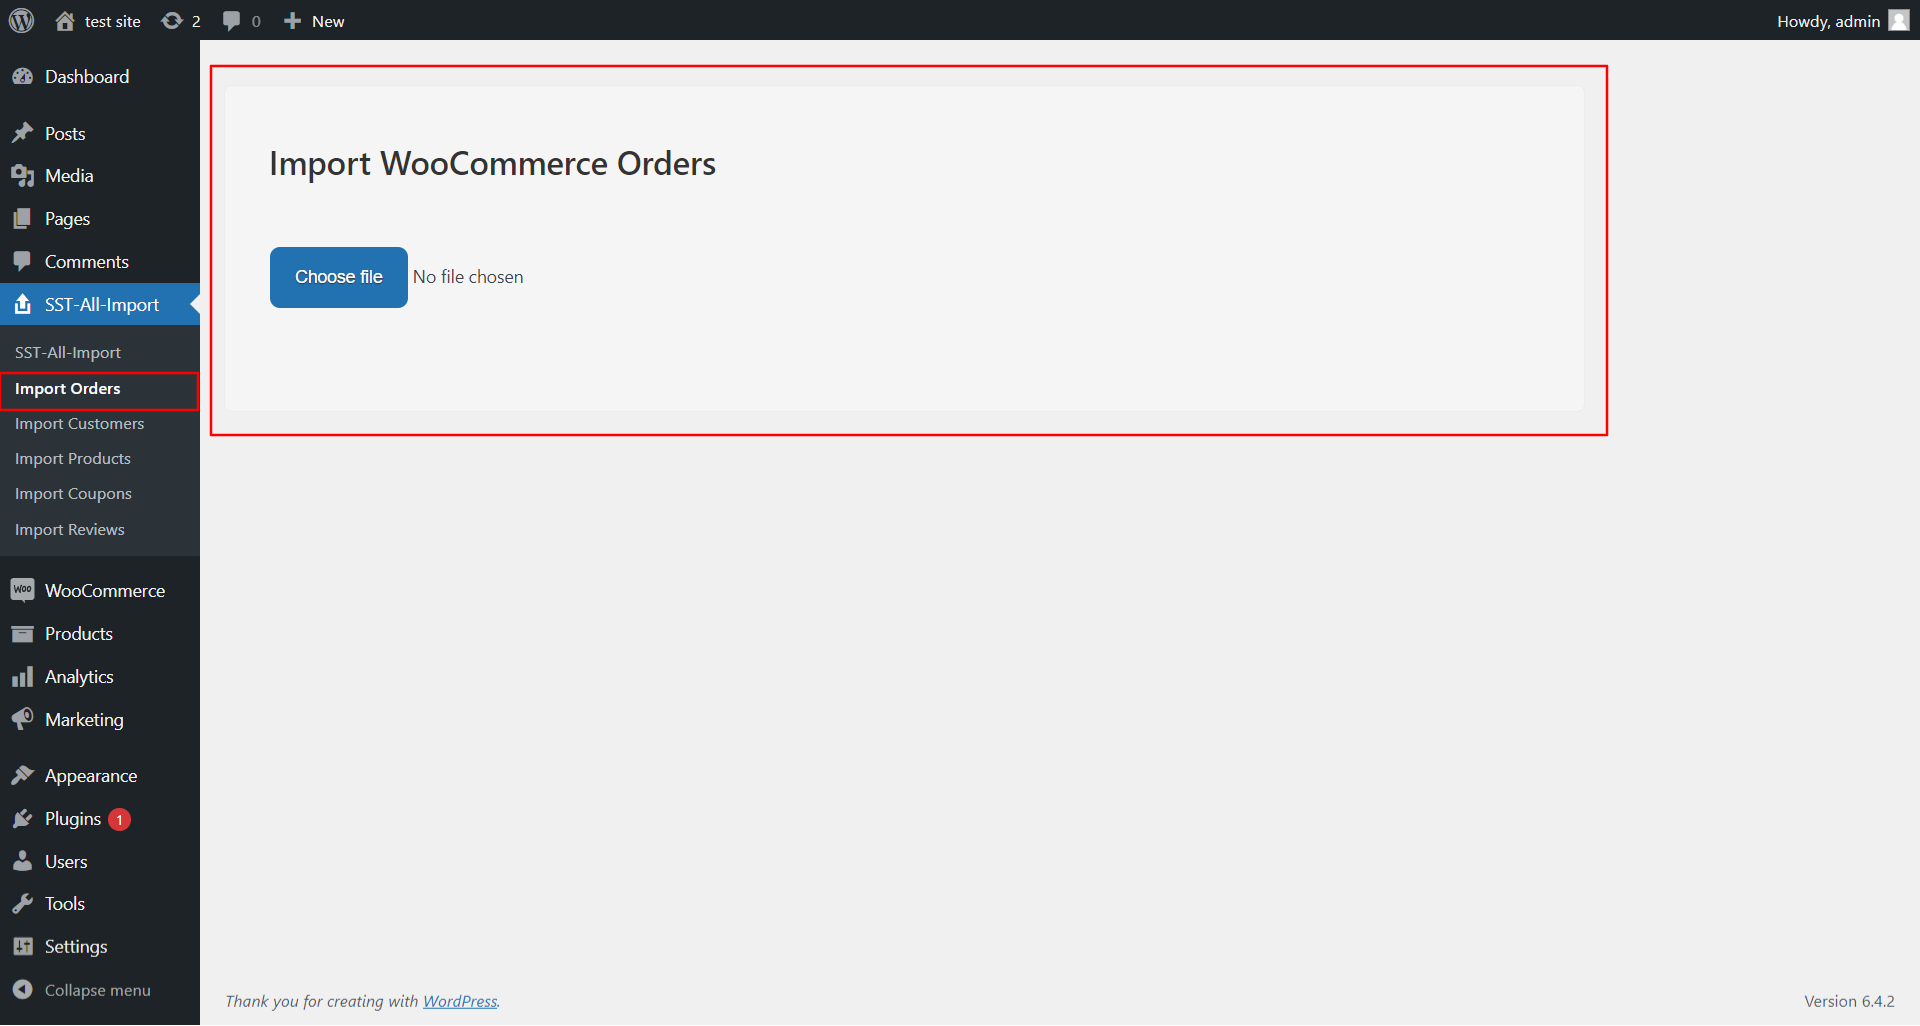 test site
2
0
New
Howdy, admin
Dashboard
Posts
Media
Pages
Comments
SST-All-Import
SST-All-Import
Import Orders
Import Customers
Import Products
Import Coupons
Import Reviews
Woo
WooCommerce
Products
Analytics
Marketing
Appearance
Plugins 1
Users
Tools
Settings
Collapse menu
Import WooCommerce Orders
Choose file No file chosen
Thank you for creating with WordPress.
Version 6.4.2